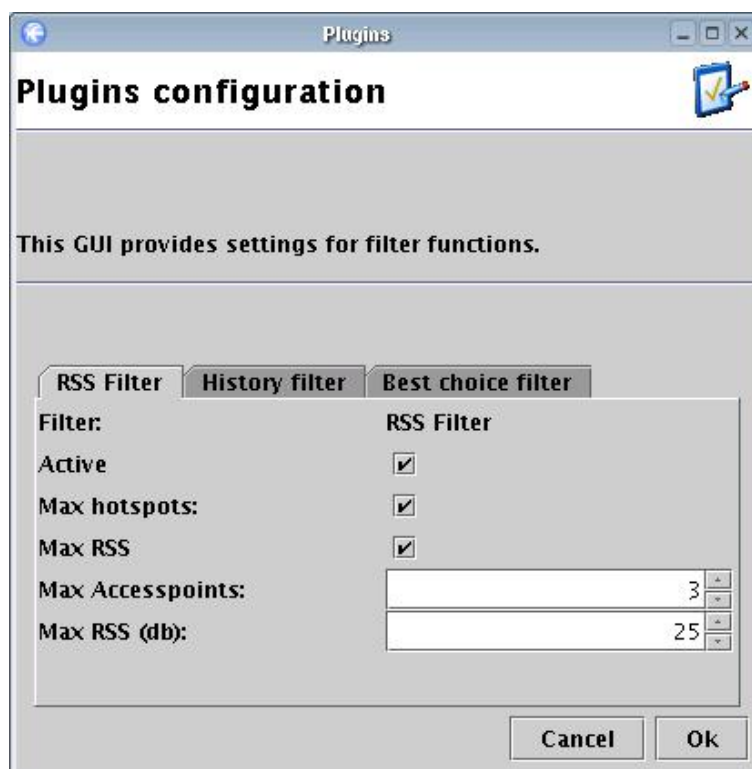 Plugins
Plugins configuration
This GUI provides settings for filter functions.
RSS Filter History filter Best choice filter
Filter: RSS Filter
Active
Max hotspots:
Max RSS
Max Accesspoints: 3
Max RSS (db): 25
Cancel Ok